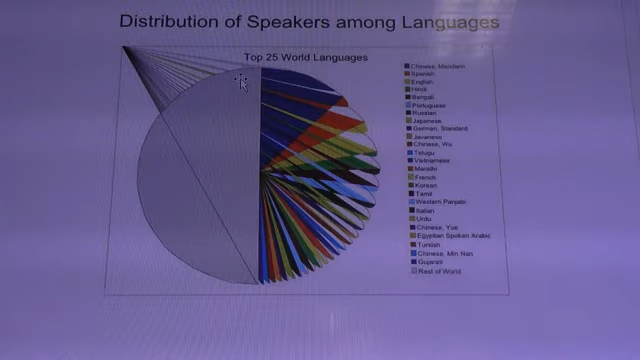 Distribution of Speakers among Languages
Top 25 World Languages
Chinese, Mandarin
Spanish
English
Hindi
Bengali
Portuguese
Russian
Japanese
German, Standard
Javanese
Chinese, Wu
Telugu
Vietnamese
Marathi
French
Korean
Tamil
Western Panjabi
Italian
Urdu
Chinese, Yue
Egyptian Spoken Arabic
Turkish
Chinese, Min Nan
Gujarati
Rest of World